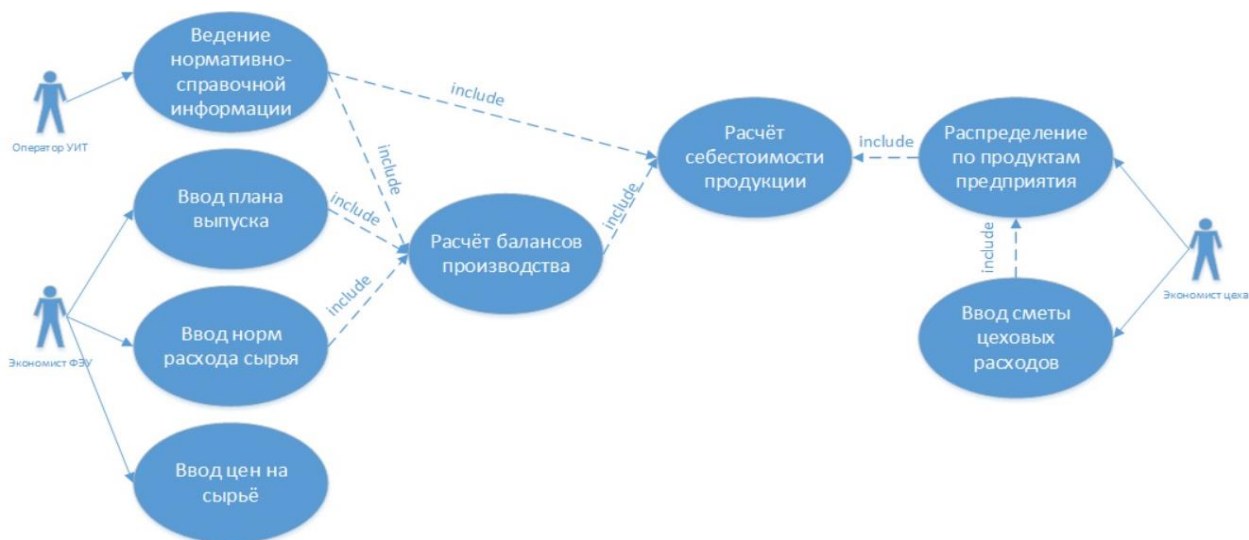 Ведение
нормативно-
справочной
информации
include
include
Оператор УИТ
Расчёт
себестоимости
продукции
include
Распределение
по продуктам
предприятия
Ввод плана
выпуска
include
Расчёт балансов
производства
include
include
Экономист цеха
Экономист ФЭУ
Ввод норм
расхода сырья
include
Ввод сметы
цеховых
расходов
Ввод цен на
сырьё